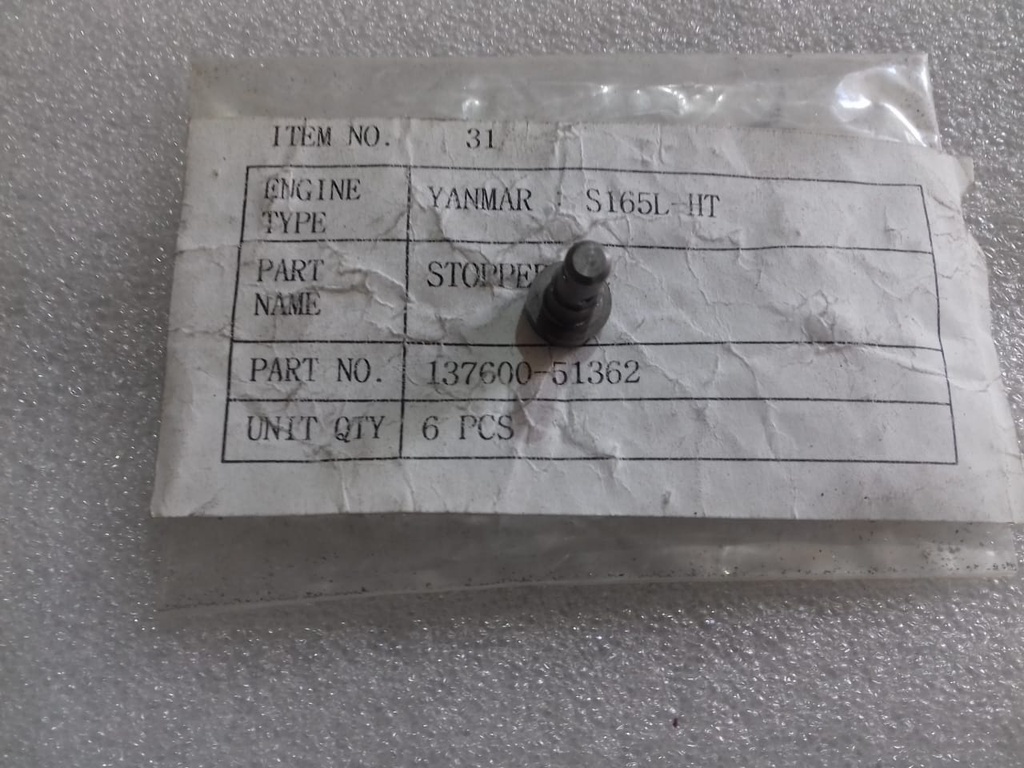 ITEM NO. 31
ENGINE TYPE YANMAR : S165L-HT
PART NAME
PART NO. 137600-51362
UNIT QTY 6 PCS